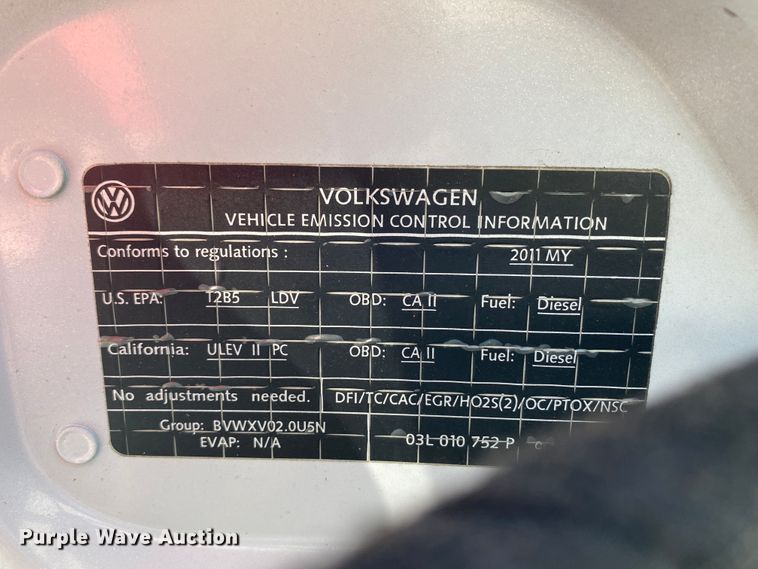 VOLKSWAGEN
VEHICLE EMISSION CONTROL INFORMATION
Conforms to regulations : 2011 MY
U.S. EPA: T2B5 LDV OBD: CA II Fuel: Diesel
California: ULEV II PC OBD: CA II Fuel: Diesel
No adjustments needed. DFI/TC/CAC/EGR/HO2S(2)/OC/PTOX/NSC
Group: BVWXV02.0U5N
EVAP: N/A 03L 010 752 P
Purple Wave Auction